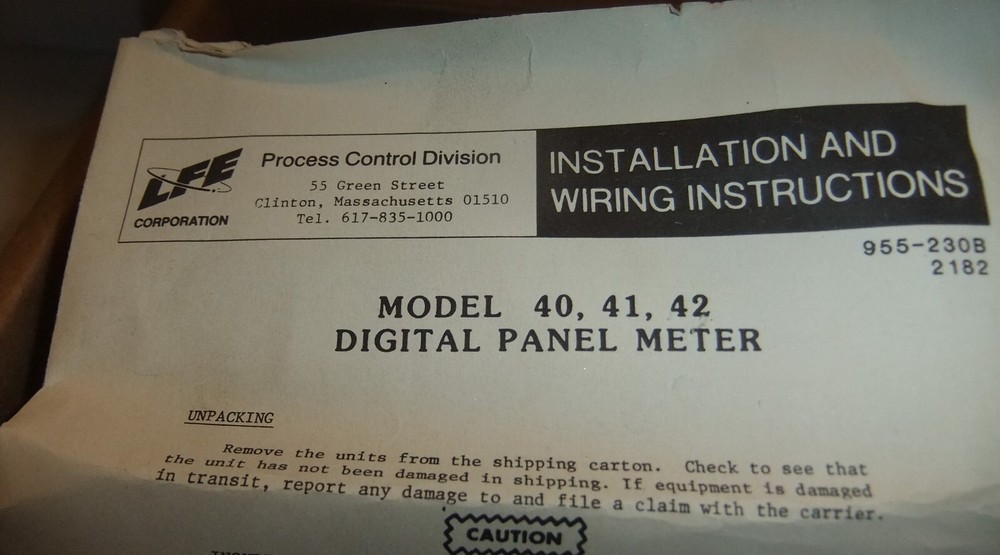 LFE
CORPORATION
Process Control Division
55 Green Street
Clinton, Massachusetts 01510
Tel. 617-835-1000
INSTALLATION AND
WIRING INSTRUCTIONS
955-230B
2182
MODEL 40, 41, 42
DIGITAL PANEL METER
UNPACKING
Remove the units from the shipping carton. Check to see that
the unit has not been damaged in shipping. If equipment is damaged
in transit, report any damage to and file a claim with the carrier.
CAUTION